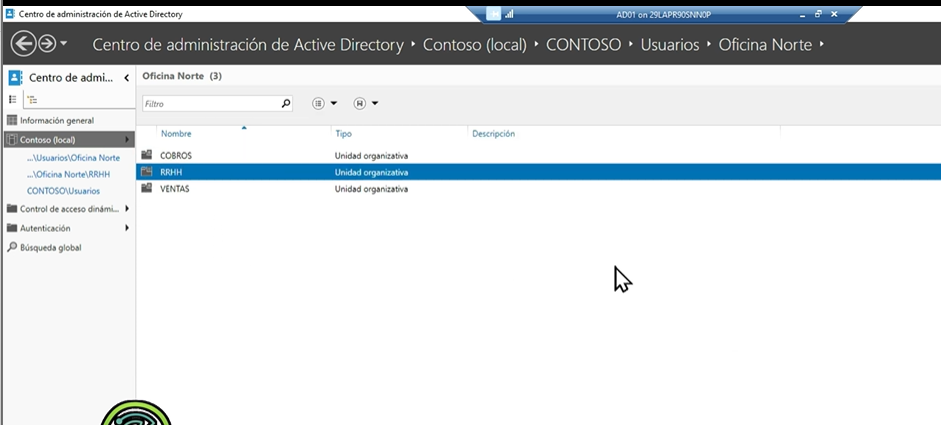 Centro de administración de Active Directory
AD01 on 29LAPR90SNN0P
Centro de administración de Active Directory • Contoso (local) • CONTOSO • Usuarios • Oficina Norte •
Centro de admi...
Oficina Norte (3)
Filtro
Información general
Contoso (local)
...\Usuarios\Oficina Norte
...\Oficina Norte\RRHH
CONTOSO\Usuarios
Control de acceso dinámi...
Autenticación
Búsqueda global
Nombre Tipo Descripción
COBROS Unidad organizativa
RRHH Unidad organizativa
VENTAS Unidad organizativa